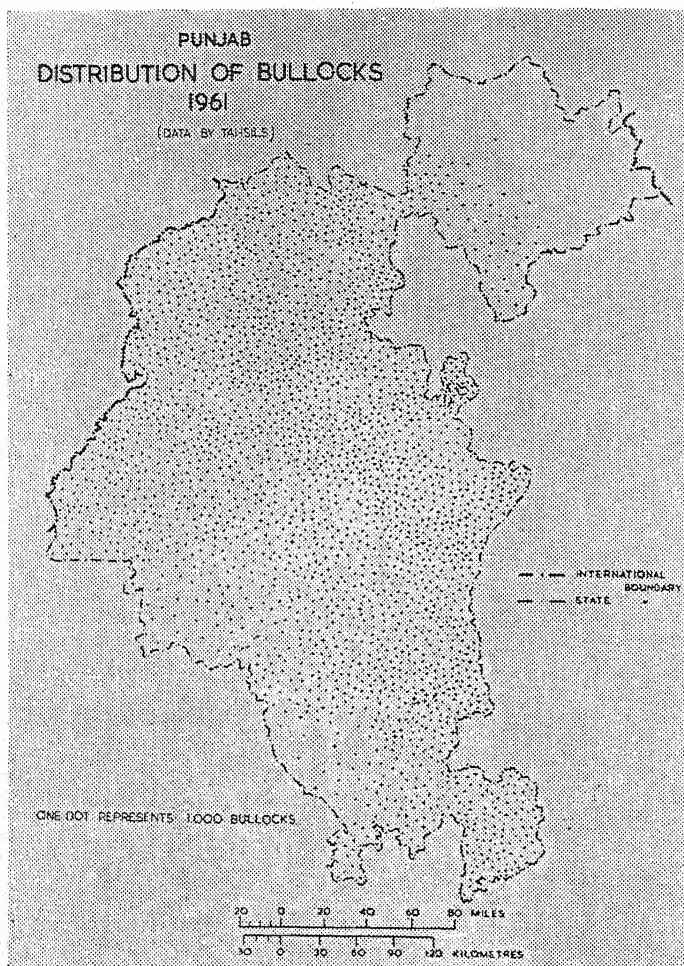 PUNJAB
DISTRIBUTION OF BULLOCKS
1961
(DATA BY TAHSILS)
INTERNATIONAL
BOUNDARY
STATE "
ONE DOT REPRESENTS 1,000 BULLOCKS
20 0 20 40 60 80 MILES
30 0 30 60 90 120 KILOMETRES